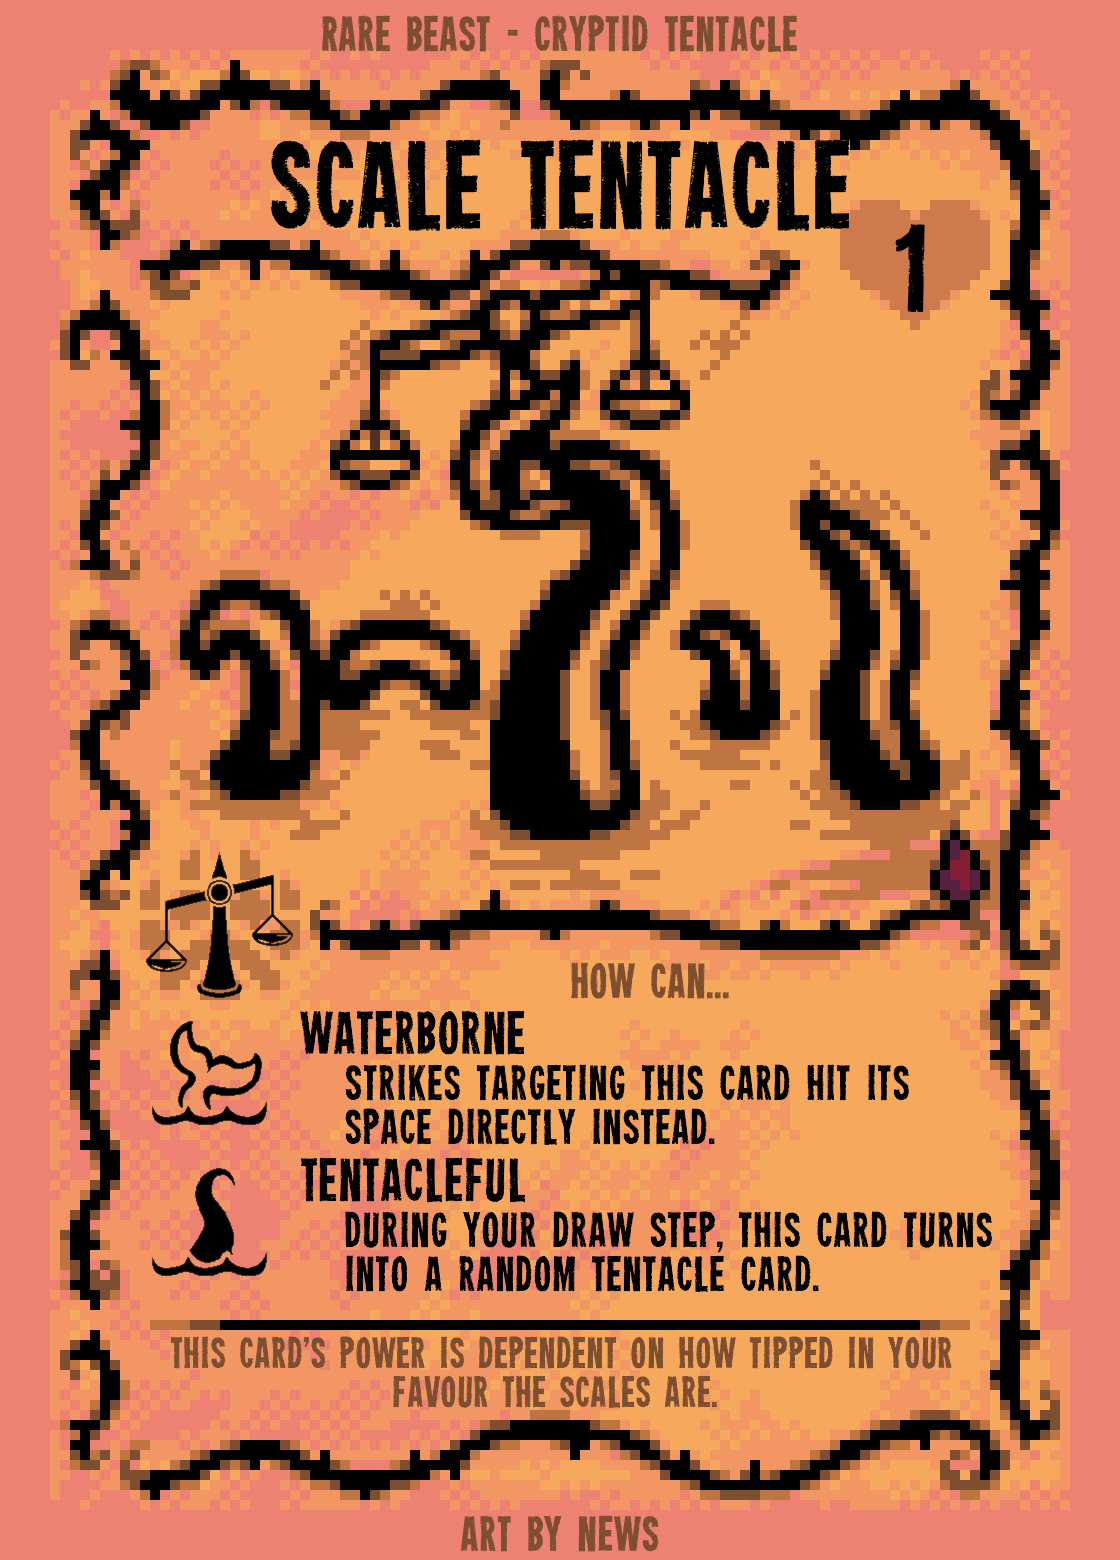 RARE BEAST - CRYPTID TENTACLE
SCALE TENTACLE
1
HOW CAN...
WATERBORNE
STRIKES TARGETING THIS CARD HIT ITS
SPACE DIRECTLY INSTEAD.
TENTACLEFUL
DURING YOUR DRAW STEP, THIS CARD TURNS
INTO A RANDOM TENTACLE CARD.
THIS CARD'S POWER IS DEPENDENT ON HOW TIPPED IN YOUR
FAVOUR THE SCALES ARE.
ART BY NEWS